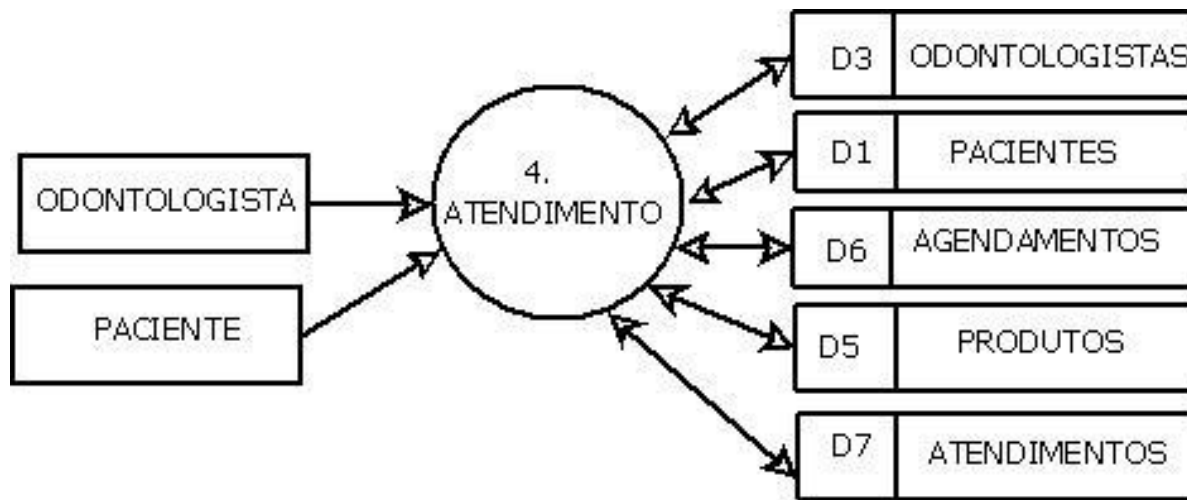 ODONTOLOGISTA
PACIENTE
4.
ATENDIMENTO
D3 ODONTOLOGISTAS
D1 PACIENTES
D6 AGENDAMENTOS
D5 PRODUTOS
D7 ATENDIMENTOS